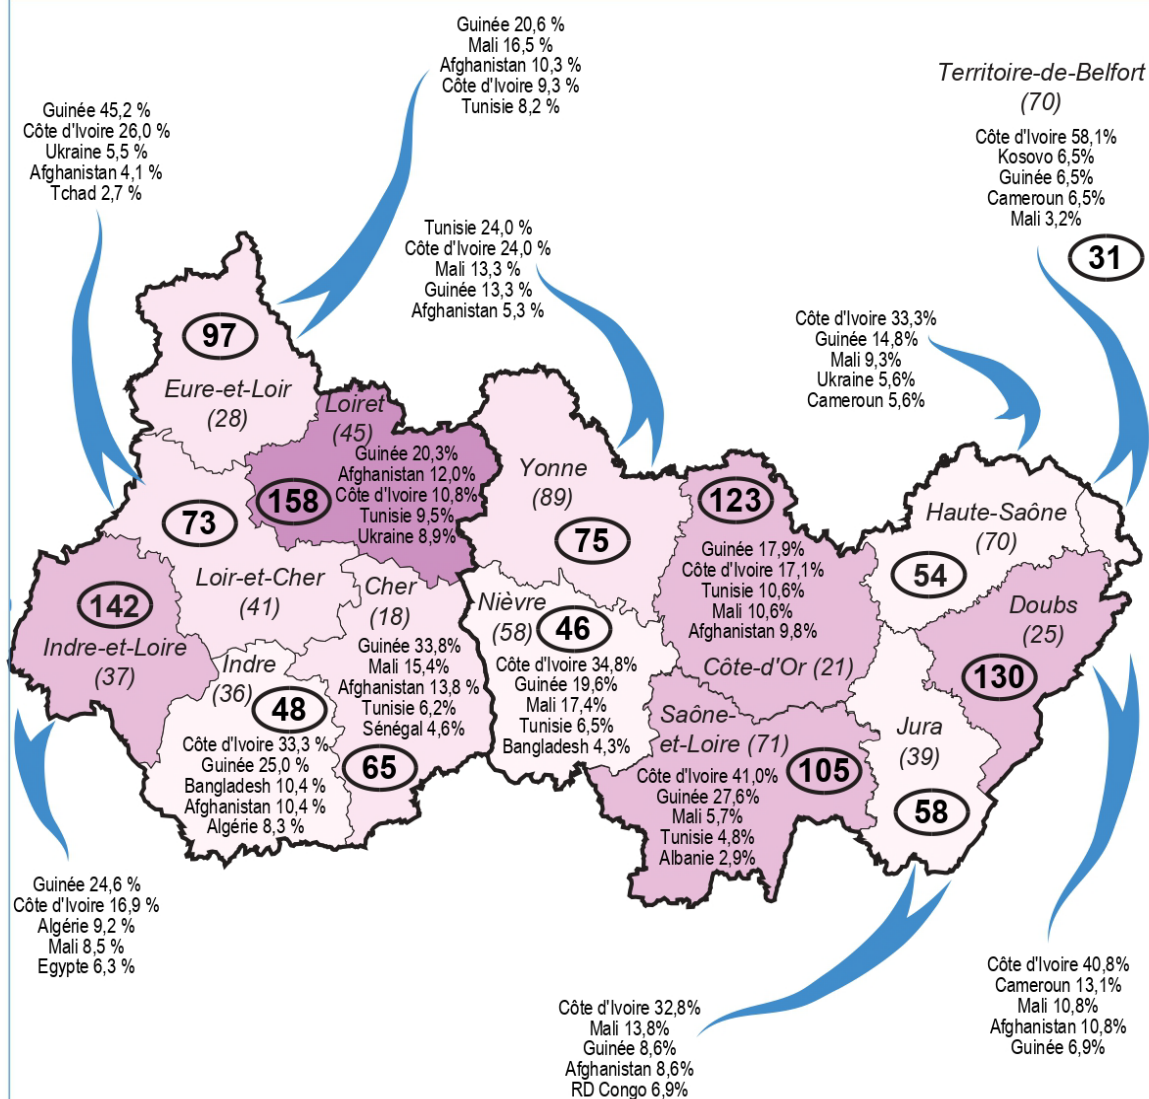 Guinée 20,6 %
Mali 16,5 %
Afghanistan 10,3 %
Côte d'Ivoire 9,3 %
Tunisie 8,2 %
Territoire-de-Belfort
(70)
Côte d'Ivoire 58,1%
Kosovo 6,5%
Guinée 6,5%
Cameroun 6,5%
Mali 3,2%
31
Guinée 45,2 %
Côte d'Ivoire 26,0 %
Ukraine 5,5 %
Afghanistan 4,1 %
Tchad 2,7 %
Tunisie 24,0 %
Côte d'Ivoire 24,0 %
Mali 13,3 %
Guinée 13,3 %
Afghanistan 5,3 %
Côte d'Ivoire 33,3%
Guinée 14,8%
Mali 9,3%
Ukraine 5,6%
Cameroun 5,6%
97
Eure-et-Loir
(28)
Loiret
(45)
Guinée 20,3%
Afghanistan 12,0%
Côte d'Ivoire 10,8%
Tunisie 9,5%
Ukraine 8,9%
158
Yonne
(89)
75
123
Guinée 17,9%
Côte d'Ivoire 17,1%
Tunisie 10,6%
Mali 10,6%
Afghanistan 9,8%
Côte-d'Or (21)
Haute-Saône
(70)
54
73
Loir-et-Cher
(41)
142
Indre-et-Loire
(37)
Cher
(18)
Guinée 33,8%
Mali 15,4%
Afghanistan 13,8 %
Tunisie 6,2%
Sénégal 4,6%
65
Nièvre
(58)
46
Côte d'Ivoire 34,8%
Guinée 19,6%
Mali 17,4%
Tunisie 6,5%
Bangladesh 4,3%
Doubs
(25)
130
Indre
(36)
48
Côte d'Ivoire 33,3 %
Guinée 25,0 %
Bangladesh 10,4 %
Afghanistan 10,4 %
Algérie 8,3 %
Saône-
et-Loire (71)
105
Côte d'Ivoire 41,0%
Guinée 27,6%
Mali 5,7%
Tunisie 4,8%
Albanie 2,9%
Jura
(39)
58
Guinée 24,6 %
Côte d'Ivoire 16,9 %
Algérie 9,2 %
Mali 8,5 %
Egypte 6,3 %
Côte d'Ivoire 32,8%
Mali 13,8%
Guinée 8,6%
Afghanistan 8,6%
RD Congo 6,9%
Côte d'Ivoire 40,8%
Cameroun 13,1%
Mali 10,8%
Afghanistan 10,8%
Guinée 6,9%